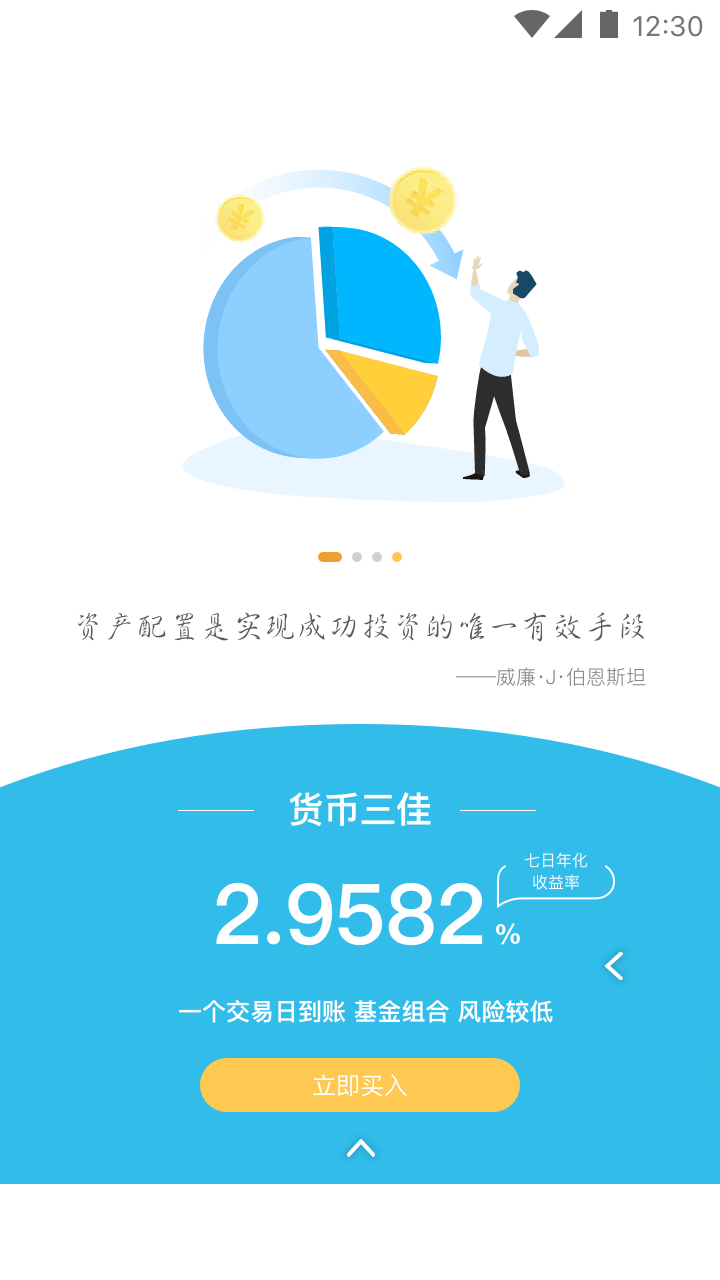 12:30
资产配置是实现成功投资的唯一有效手段
——威廉·J·伯恩斯坦
货币三佳
七日年化
收益率
2.9582%
一个交易日到账 基金组合 风险较低
立即买入